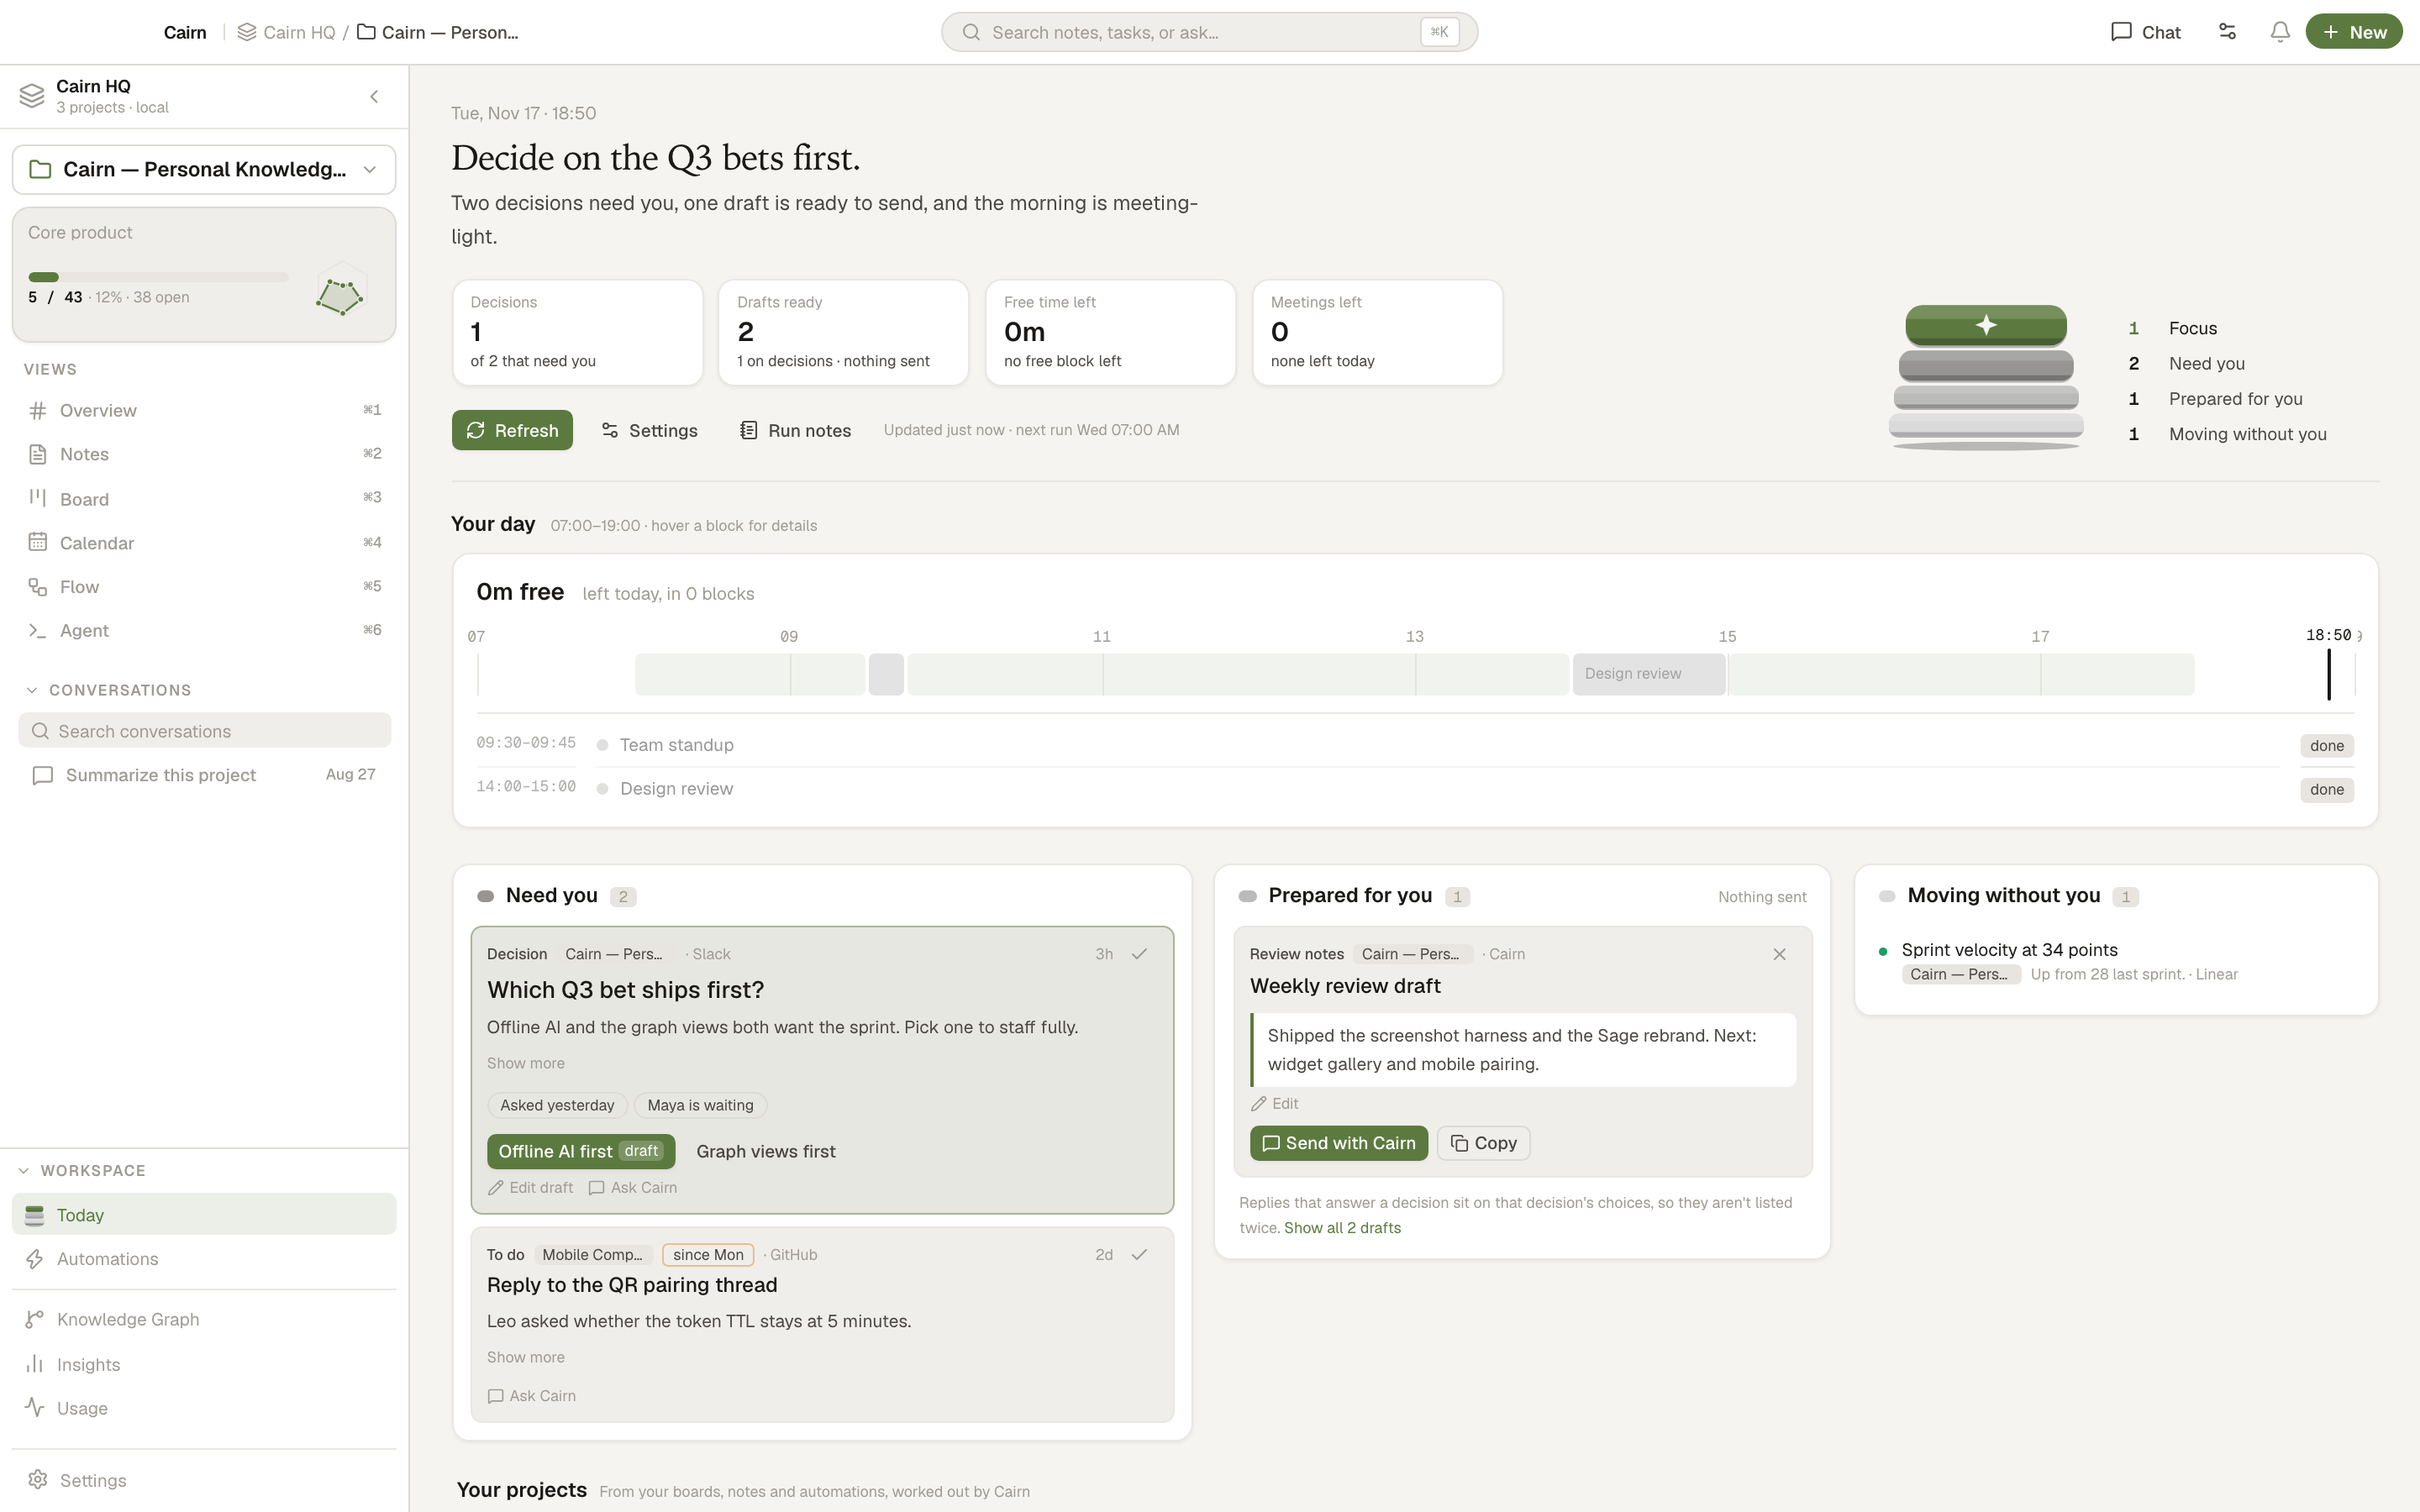 Cairn
Cairn HQ / Cairn — Person...
Search notes, tasks, or ask...
⌘K
Chat
New
Cairn HQ
3 projects · local
Cairn — Personal Knowledg...
Core product
5 / 43 · 12% · 38 open
VIEWS
Overview ⌘1
Notes ⌘2
Board ⌘3
Calendar ⌘4
Flow ⌘5
Agent ⌘6
CONVERSATIONS
Search conversations
Summarize this project Aug 27
WORKSPACE
Today
Automations
Knowledge Graph
Insights
Usage
Settings
Tue, Nov 17 · 18:50
Decide on the Q3 bets first.
Two decisions need you, one draft is ready to send, and the morning is meeting-
light.
Decisions
1
of 2 that need you
Drafts ready
2
1 on decisions · nothing sent
Free time left
0m
no free block left
Meetings left
0
none left today
Refresh
Settings
Run notes
Updated just now · next run Wed 07:00 AM
1 Focus
2 Need you
1 Prepared for you
1 Moving without you
Your day 07:00–19:00 · hover a block for details
0m free left today, in 0 blocks
07 09 11 13 15 17 18:50
Design review
09:30–09:45 Team standup done
14:00–15:00 Design review done
Need you 2
Decision Cairn — Pers... · Slack 3h
Which Q3 bet ships first?
Offline AI and the graph views both want the sprint. Pick one to staff fully.
Show more
Asked yesterday Maya is waiting
Offline AI first draft Graph views first
Edit draft Ask Cairn
To do Mobile Comp... since Mon · GitHub 2d
Reply to the QR pairing thread
Leo asked whether the token TTL stays at 5 minutes.
Show more
Ask Cairn
Prepared for you 1 Nothing sent
Review notes Cairn — Pers... · Cairn
Weekly review draft
Shipped the screenshot harness and the Sage rebrand. Next:
widget gallery and mobile pairing.
Edit
Send with Cairn Copy
Replies that answer a decision sit on that decision's choices, so they aren't listed
twice. Show all 2 drafts
Moving without you 1
Sprint velocity at 34 points
Cairn — Pers... Up from 28 last sprint. · Linear
Your projects From your boards, notes and automations, worked out by Cairn